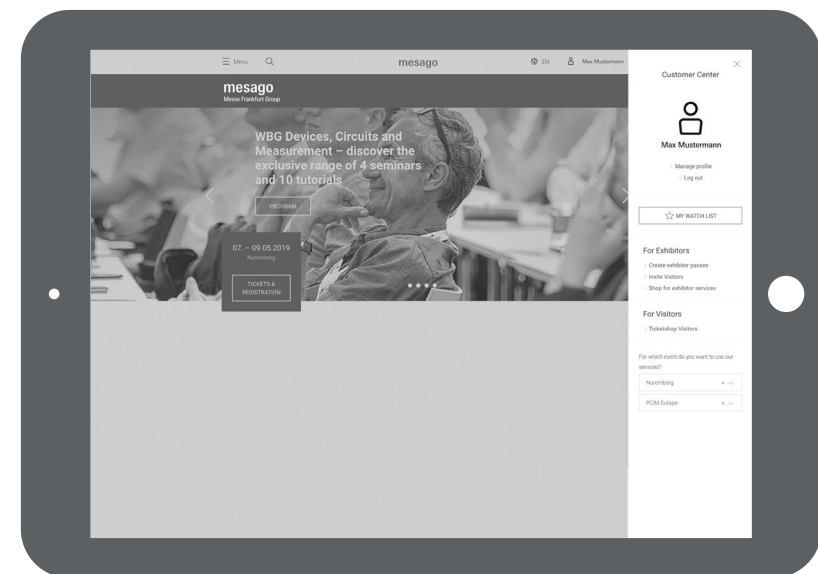 Menu
mesago
EN
Max Mustermann
mesago
Messe Frankfurt Group
WBG Devices, Circuits and
Measurement – discover the
exclusive range of 4 seminars
and 10 tutorials
PROGRAM
07. – 09.05.2019
Nuremberg
TICKETS &
REGISTRATION
Customer Center
Max Mustermann
Manage profile
Log out
MY WATCH LIST
For Exhibitors
Create exhibitor passes
Invite Visitors
Shop for exhibitor services
For Visitors
Ticketshop Visitors
For which event do you want to use our
services?
Nuremberg
PCIM Europe